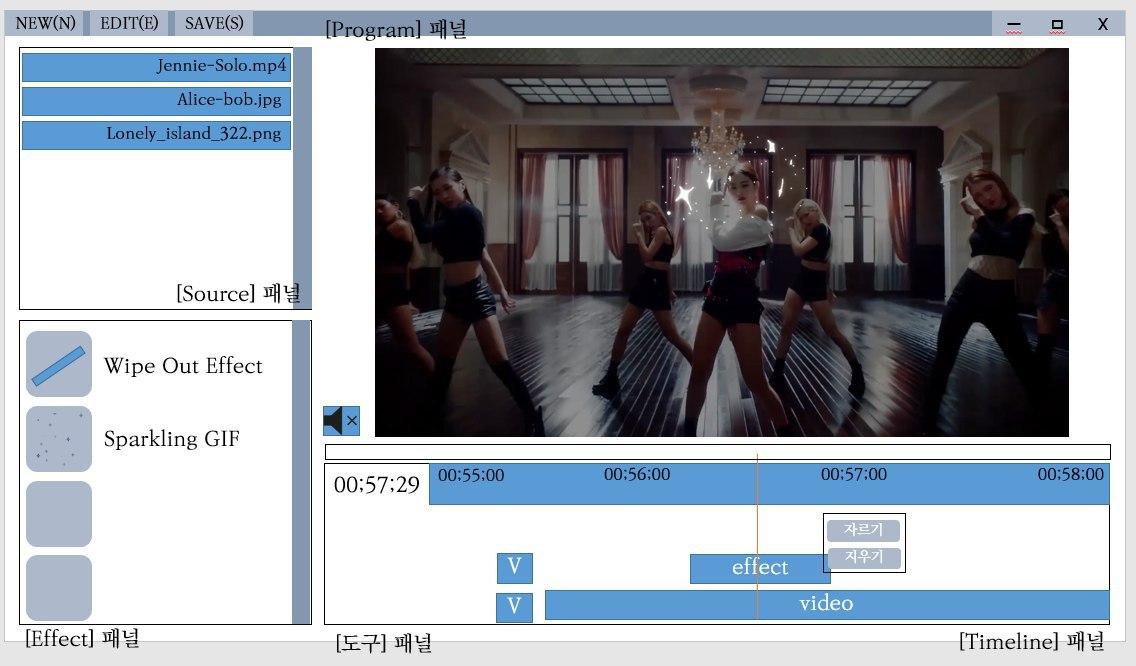 NEW(N) EDIT(E) SAVE(S)
[Program] 패널
X
Jennie-Solo.mp4
Alice-bob.jpg
Lonely_island_322.png
[Source] 패널
Wipe Out Effect
Sparkling GIF
[Effect] 패널
00;57;29
00;55;00 00;56;00 00;57;00 00;58;00
자르기
지우기
V effect
V video
[도구] 패널
[Timeline] 패널